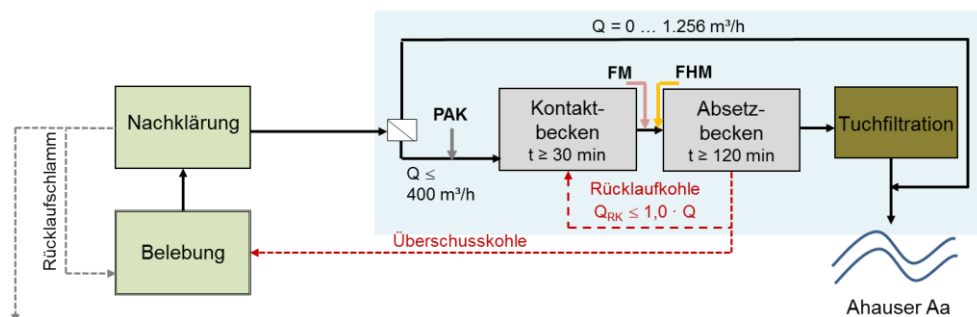 Q = 0 … 1.256 m³/h
FM
FHM
Nachklärung
PAK
Kontakt-
becken
t ≥ 30 min
Absetz-
becken
t ≥ 120 min
Tuchfiltration
Q ≤
400 m³/h
Rücklaufkohle
Q_RK ≤ 1,0 · Q
Rücklaufschlamm
Belebung
Überschusskohle
Ahauser Aa